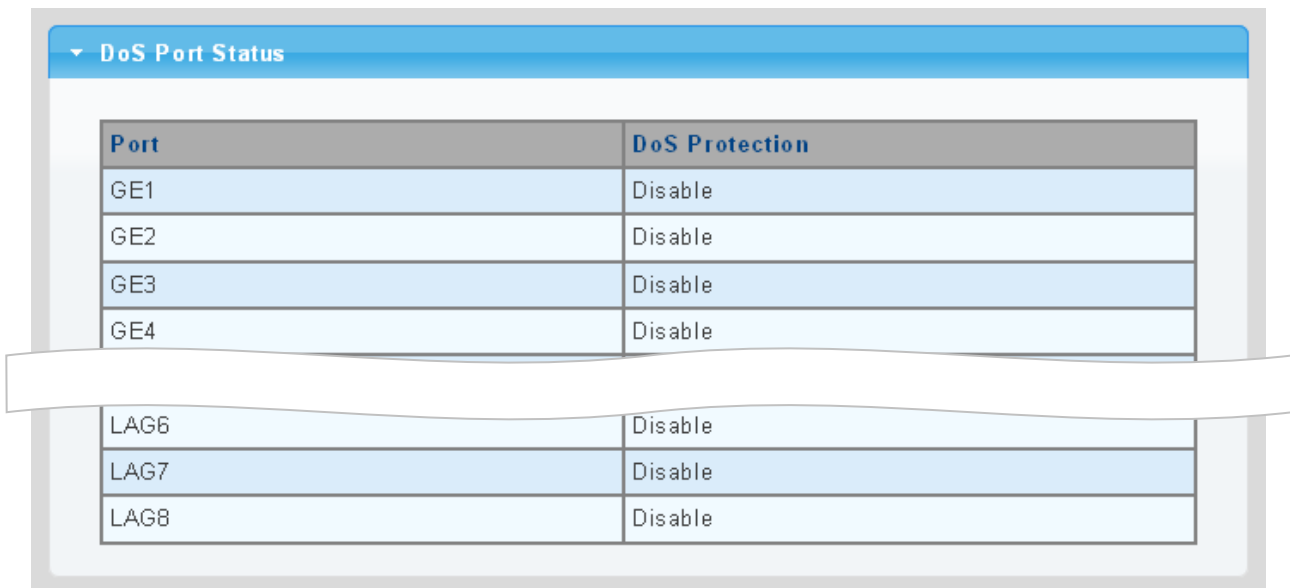 DoS Port Status
Port DoS Protection
GE1 Disable
GE2 Disable
GE3 Disable
GE4 Disable
LAG6 Disable
LAG7 Disable
LAG8 Disable